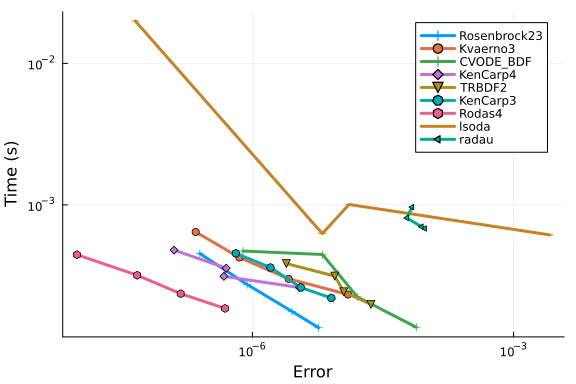 Rosenbrock23
Kvaerno3
CVODE_BDF
KenCarp4
TRBDF2
KenCarp3
Rodas4
lsoda
radau
10⁻²
10⁻³
Time (s)
10⁻⁶
10⁻³
Error